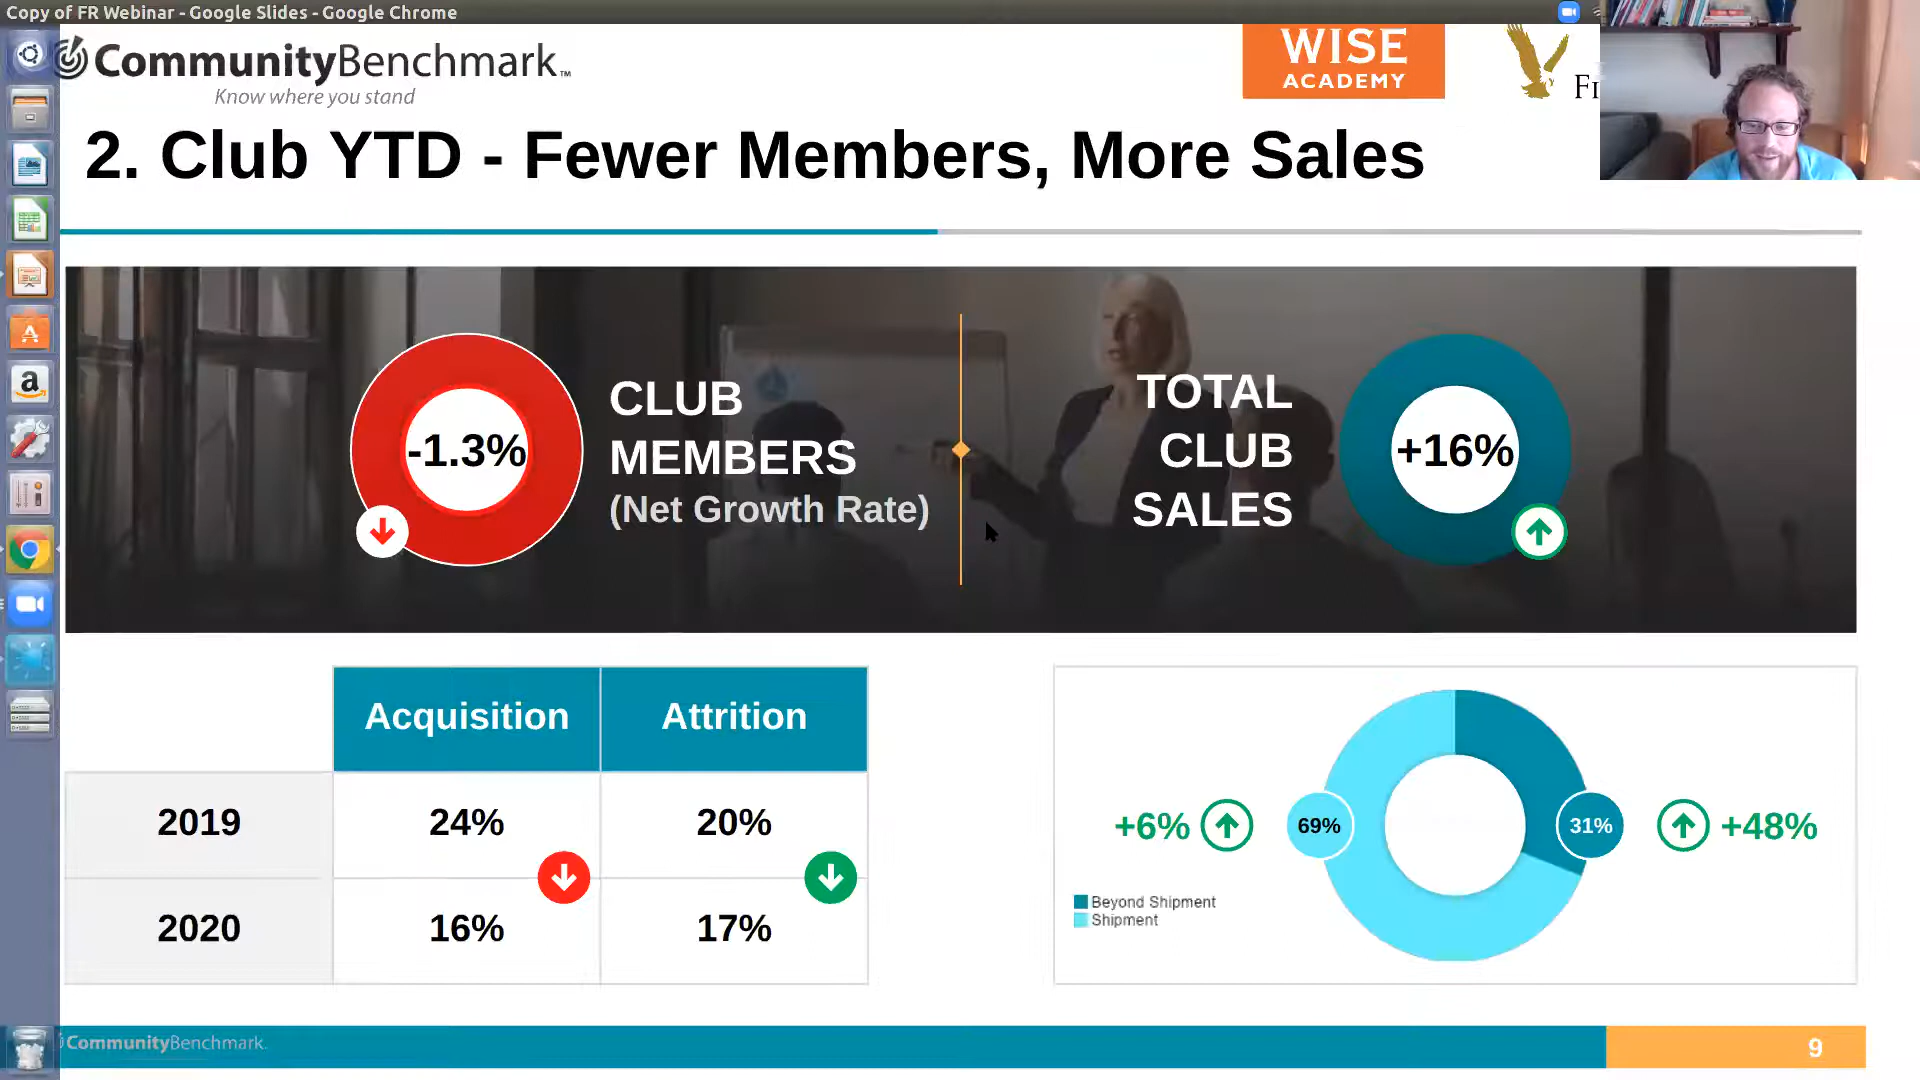 Copy of FR Webinar - Google Slides - Google Chrome
CommunityBenchmark™
Know where you stand
WISE
ACADEMY
FI
2. Club YTD - Fewer Members, More Sales
-1.3%
CLUB
MEMBERS
(Net Growth Rate)
TOTAL
CLUB
SALES
+16%
Acquisition Attrition
2019 24% 20%
2020 16% 17%
+6% 69% 31% +48%
Beyond Shipment
Shipment
CommunityBenchmark.
9